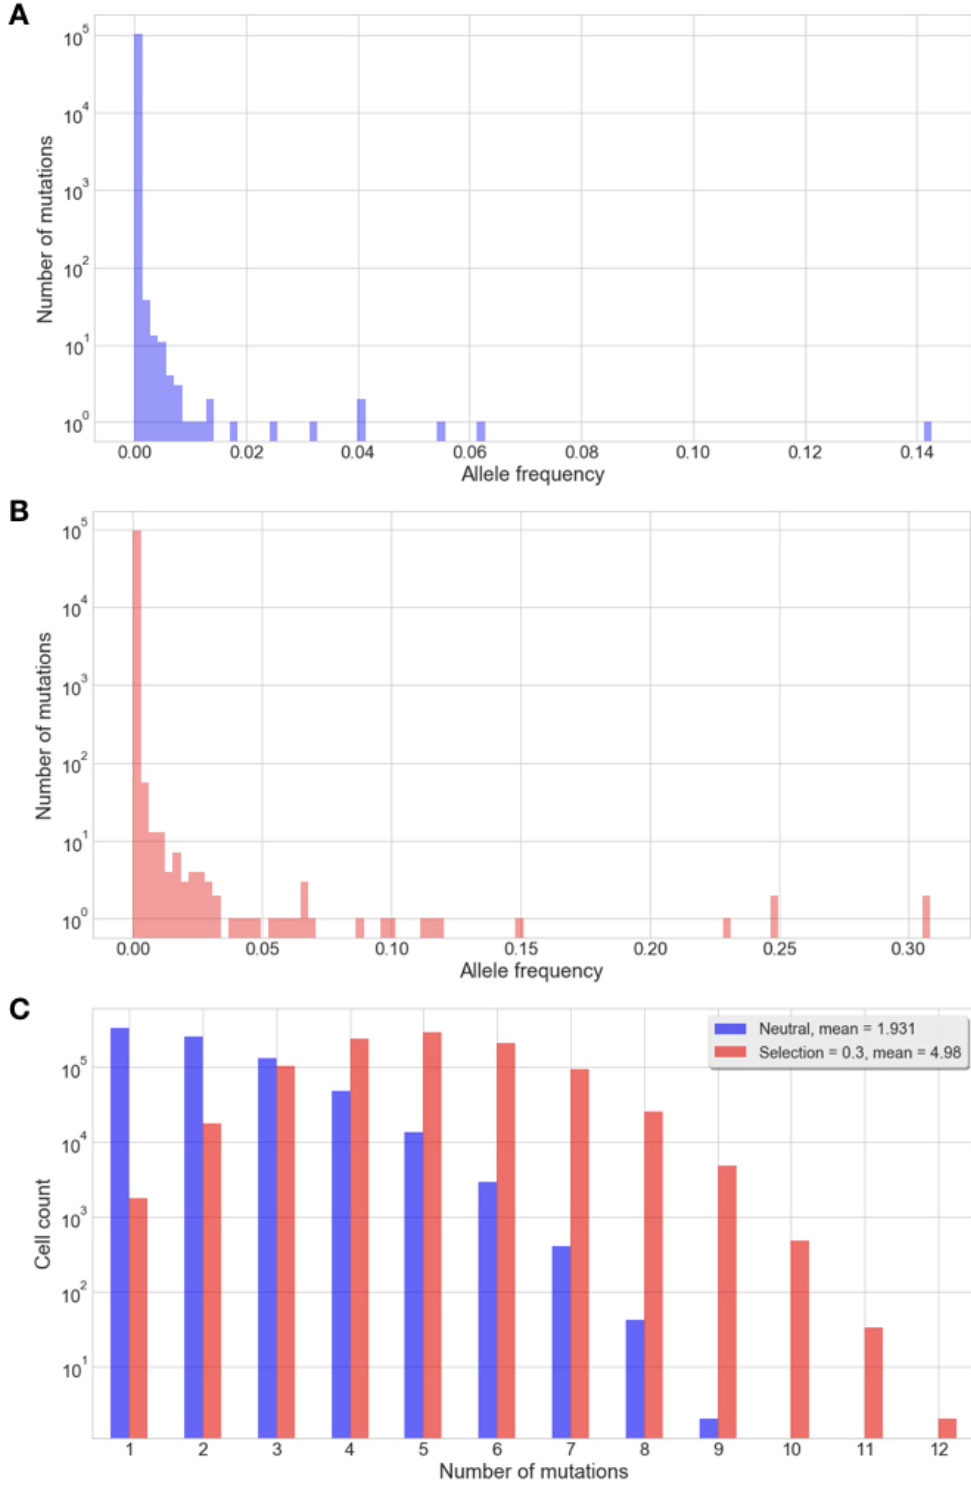 A
Number of mutations
10^5
10^4
10^3
10^2
10^1
10^0
0.00 0.02 0.04 0.06 0.08 0.10 0.12 0.14
Allele frequency
B
Number of mutations
10^5
10^4
10^3
10^2
10^1
10^0
0.00 0.05 0.10 0.15 0.20 0.25 0.30
Allele frequency
C
Neutral, mean = 1.931
Selection = 0.3, mean = 4.98
Cell count
10^5
10^4
10^3
10^2
10^1
1 2 3 4 5 6 7 8 9 10 11 12
Number of mutations